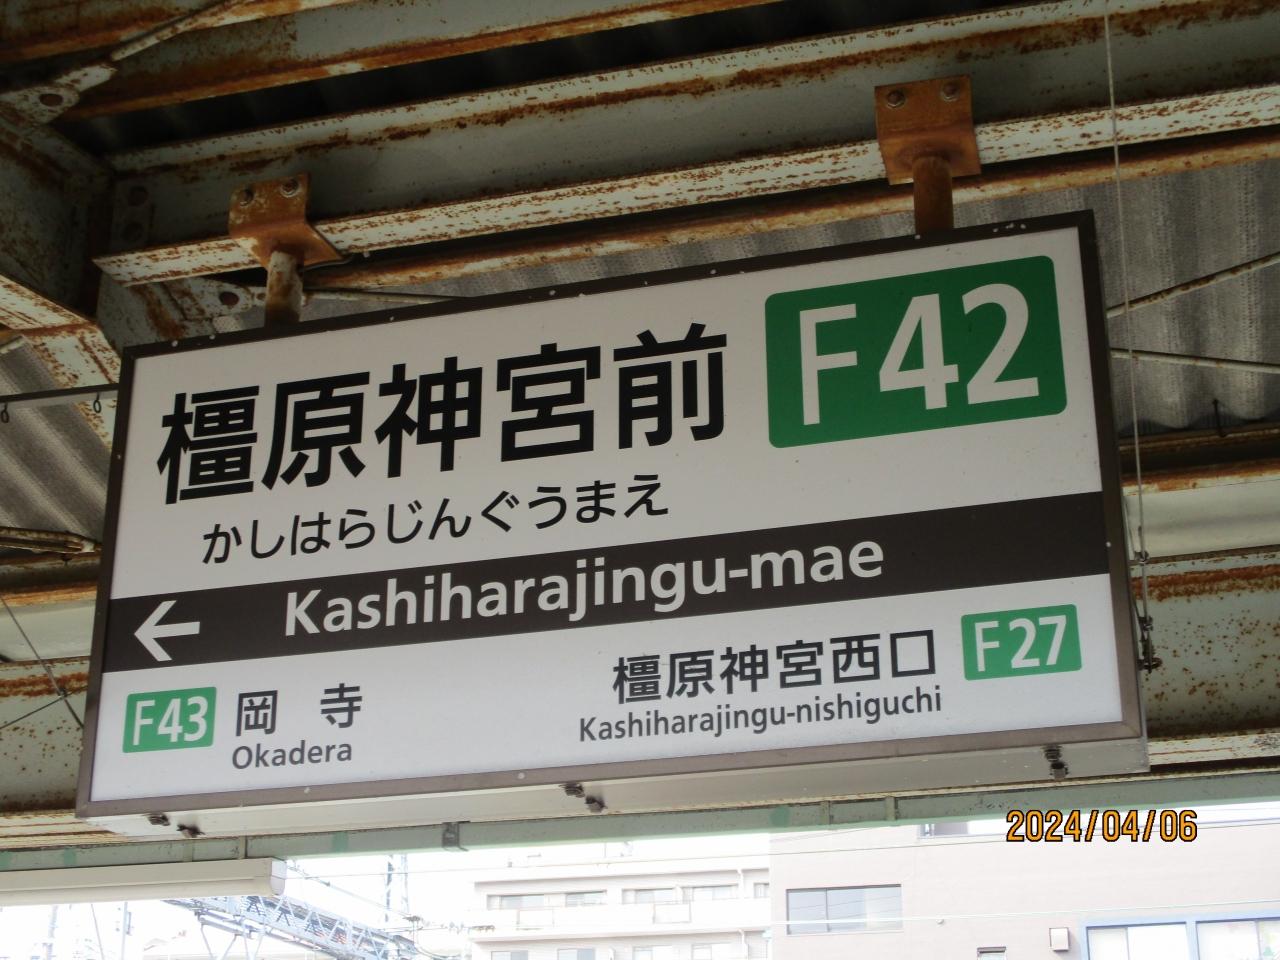 橿原神宮前 F42
かしはらじんぐうまえ
← Kashiharajingu-mae
F43 岡寺 橿原神宮西口 F27
Okadera Kashiharajingu-nishiguchi
2024/04/06